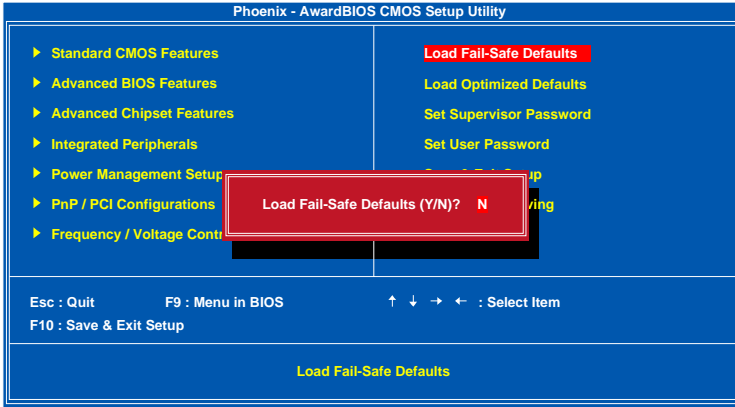 Phoenix - AwardBIOS CMOS Setup Utility
Standard CMOS Features
Advanced BIOS Features
Advanced Chipset Features
Integrated Peripherals
Power Management Setup
PnP / PCI Configurations
Frequency / Voltage Contr
Load Fail-Safe Defaults
Load Optimized Defaults
Set Supervisor Password
Set User Password
up
ving
Load Fail-Safe Defaults (Y/N)? N
Esc : Quit F9 : Menu in BIOS ↑ ↓ → ← : Select Item
F10 : Save & Exit Setup
Load Fail-Safe Defaults